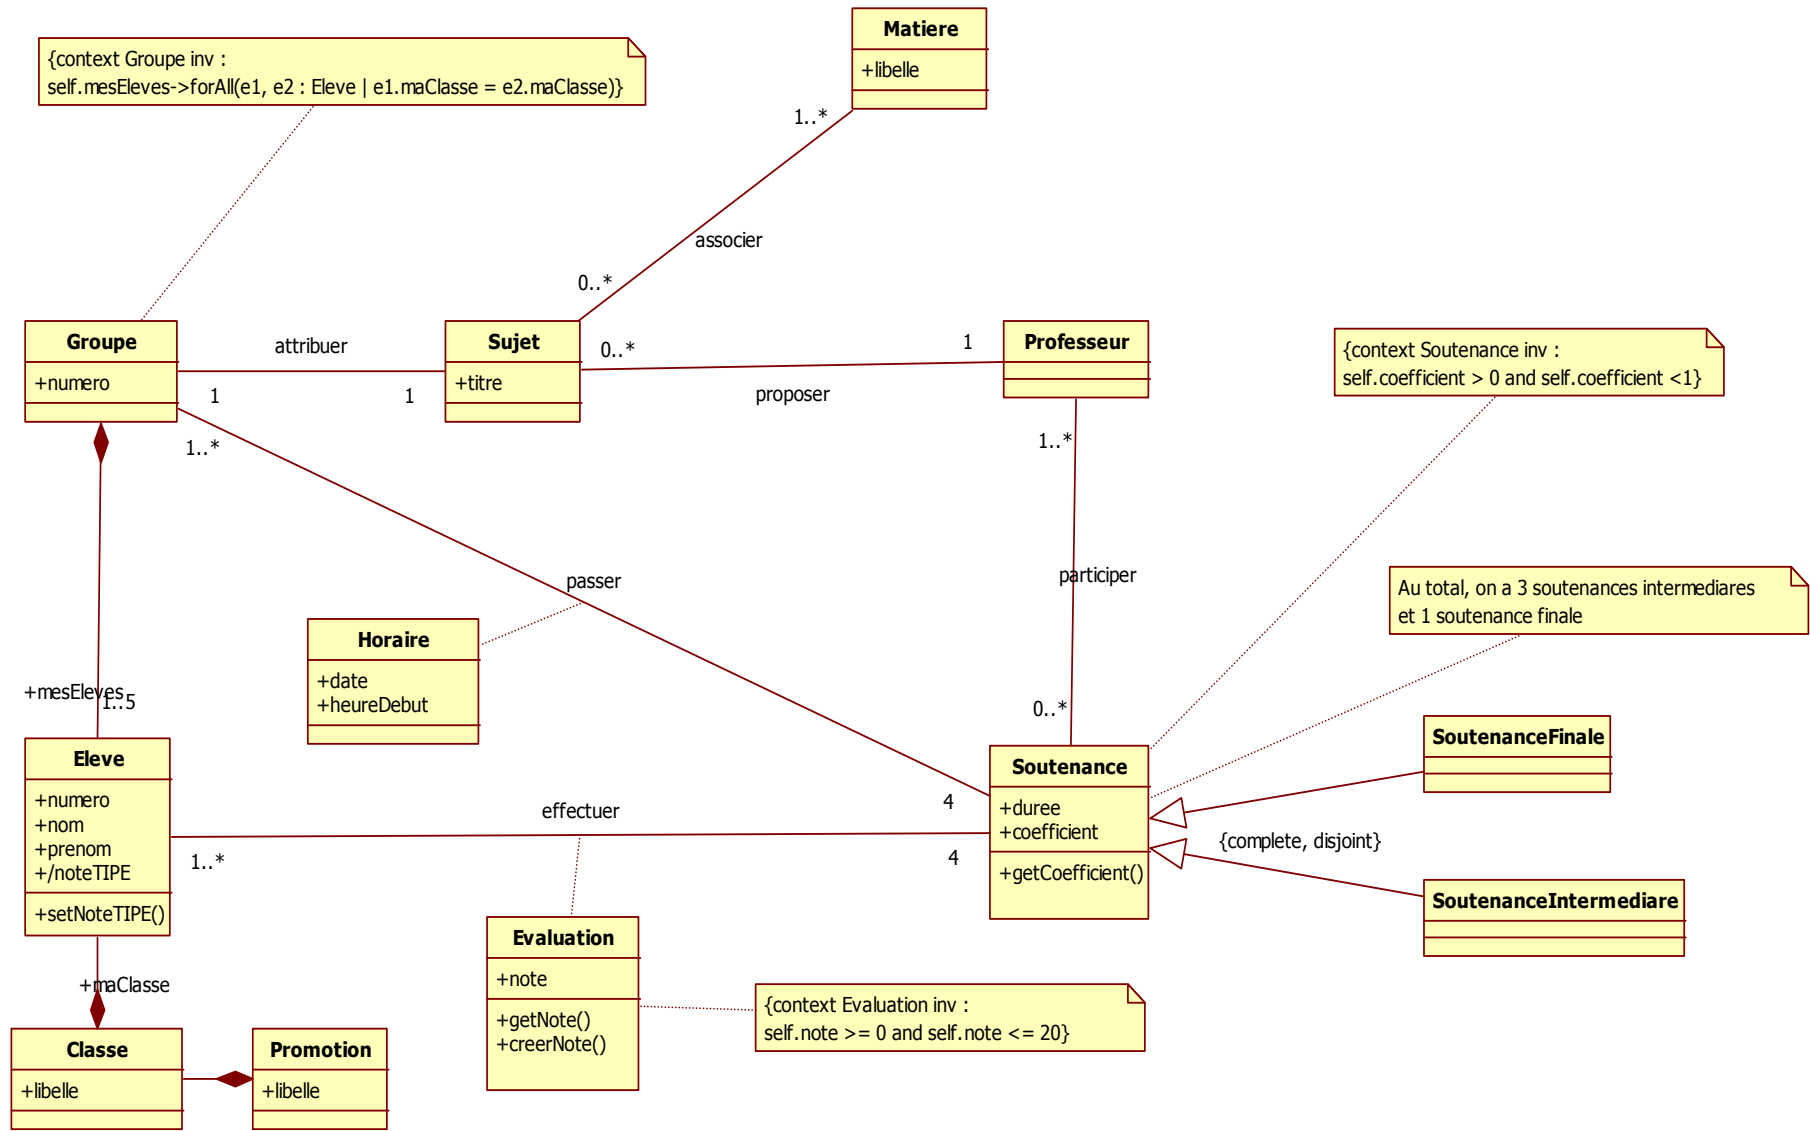 Matiere
+libelle
{context Groupe inv :
self.mesEleves->forAll(e1, e2 : Eleve | e1.maClasse = e2.maClasse)}
1..*
associer
0..*
Groupe
+numero
attribuer
1
1
Sujet
+titre
0..*
1
proposer
Professeur
{context Soutenance inv :
self.coefficient > 0 and self.coefficient <1}
1..*
1..*
passer
participer
Au total, on a 3 soutenances intermediares
et 1 soutenance finale
Horaire
+date
+heureDebut
+mesEleves
1..5
0..*
Eleve
+numero
+nom
+prenom
+/noteTIPE
+setNoteTIPE()
effectuer
1..*
4
4
Soutenance
+duree
+coefficient
+getCoefficient()
SoutenanceFinale
{complete, disjoint}
SoutenanceIntermediare
Evaluation
+note
+getNote()
+creerNote()
{context Evaluation inv :
self.note >= 0 and self.note <= 20}
+maClasse
Classe
+libelle
Promotion
+libelle